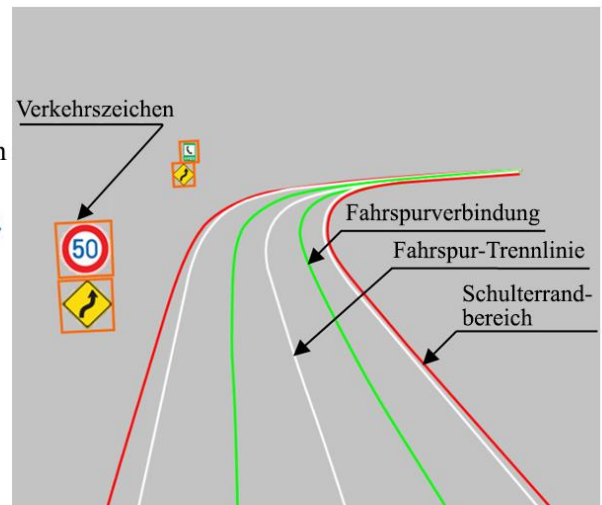 Verkehrszeichen
n
50
Fahrspurverbindung
Fahrspur-Trennlinie
Schulterrand-
bereich